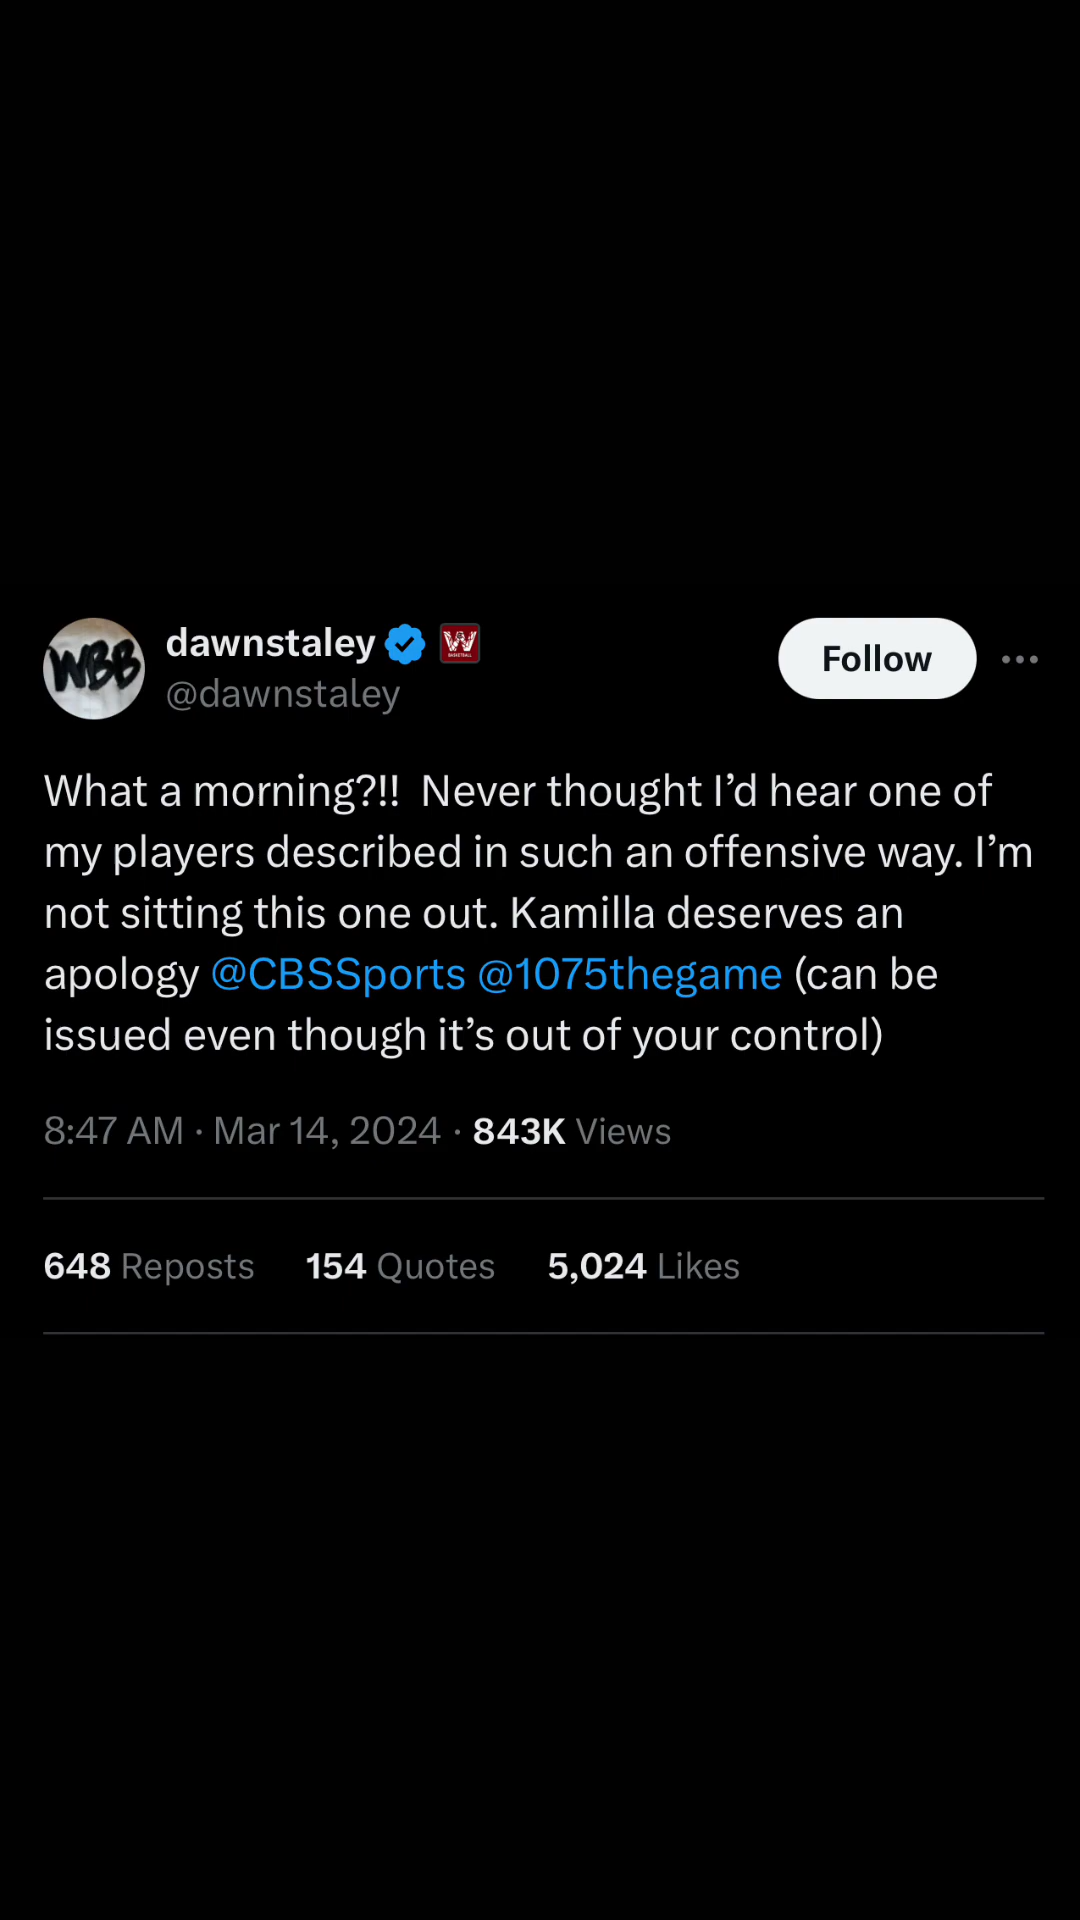 WBB
dawnstaley
W
BASKETBALL
@dawnstaley
Follow
What a morning?!!  Never thought I’d hear one of
my players described in such an offensive way. I’m
not sitting this one out. Kamilla deserves an
apology @CBSSports @1075thegame (can be
issued even though it’s out of your control)
8:47 AM · Mar 14, 2024 · 843K Views
648 Reposts 154 Quotes 5,024 Likes